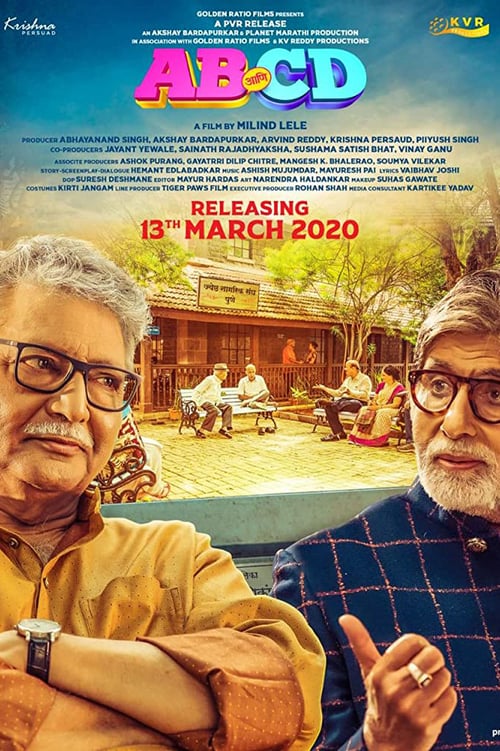 Krishna
PERSUAD
KVR
GOLDEN RATIO FILMS PRESENTS
A PVR RELEASE
AN AKSHAY BARDAPURKAR & PLANET MARATHI PRODUCTION
IN ASSOCIATION WITH GOLDEN RATIO FILMS & KV REDDY PRODUCTIONS
AB आणि CD
A FILM BY MILIND LELE
PRODUCER ABHAYANAND SINGH, AKSHAY BARDAPURKAR, ARVIND REDDY, KRISHNA PERSAUD, PIIYUSH SINGH
CO-PRODUCERS JAYANT YEWALE, SAINATH RAJADHYAKSHA, SUSHAMA SATISH BHAT, VINAY GANU
ASSOCITE PRODUCERS ASHOK PURANG, GAYATRRI DILIP CHITRE, MANGESH K. BHALERAO, SOUMYA VILEKAR
STORY-SCREENPLAY-DIALOGUE HEMANT EDLABADKAR MUSIC ASHISH MUJUMDAR, MAYURESH PAI LYRICS VAIBHAV JOSHI
DOP SURESH DESHMANE EDITOR MAYUR HARDAS ART NARENDRA HALDANKAR MAKEUP SUHAS GAWATE
COSTUMES KIRTI JANGAM LINE PRODUCER TIGER PAWS FILM EXECUTIVE PRODUCER ROHAN SHAH MEDIA CONSULTANT KARTIKEE YADAV
RELEASING
13TH MARCH 2020
ज्येष्ठ नागरिक संघ
पुणे